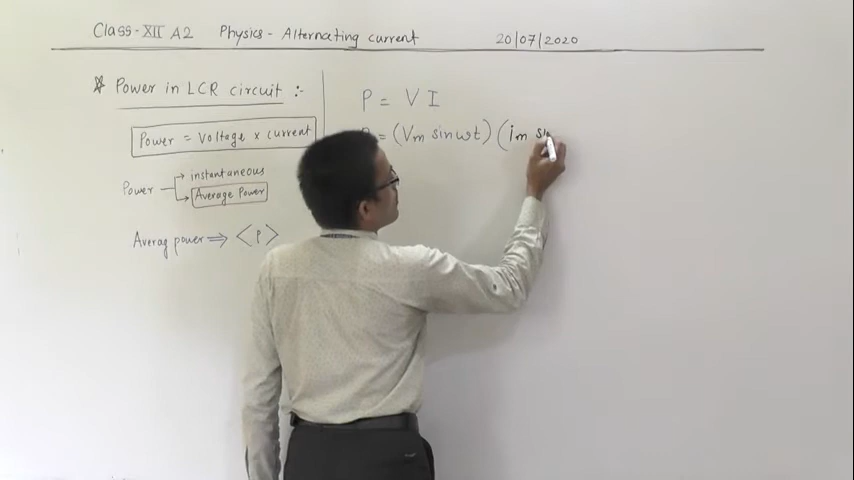 Class-XII A2 Physics - Alternating current 20/07/2020
* Power in LCR circuit :-
Power = Voltage x current
Power → instantaneous
→ Average Power
Averag power ⇒ <P>
P = V I
= (Vm sinωt) (im si